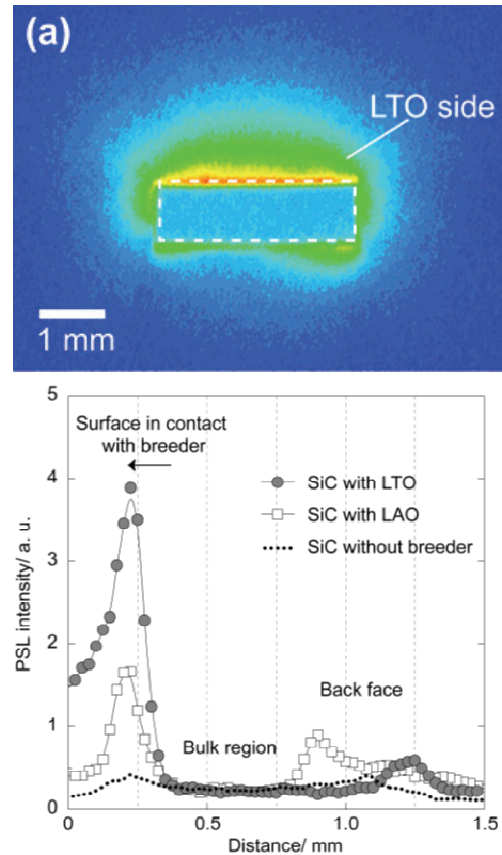 (a)
LTO side
1 mm
5
Surface in contact
with breeder
4
SiC with LTO
SiC with LAO
SiC without breeder
3
PSL intensity/ a. u.
2
Back face
1
Bulk region
0
0 0.5 1.0 1.5
Distance/ mm